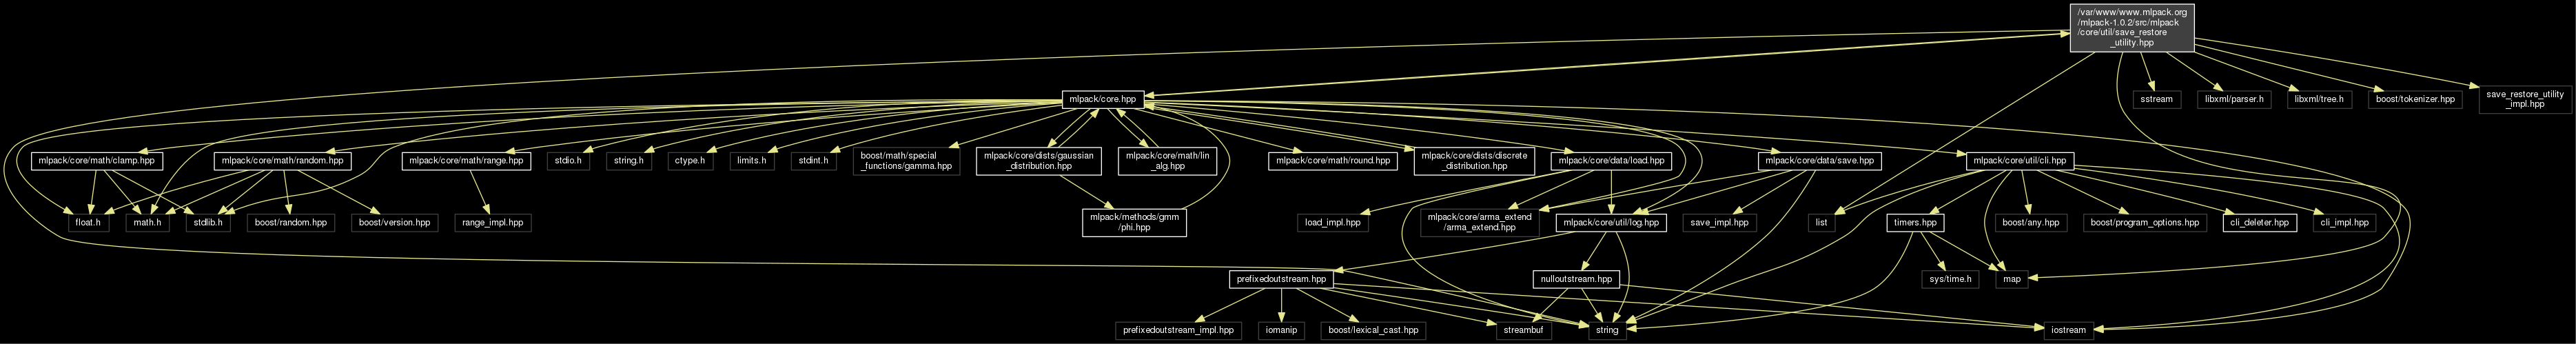 /var/www/www.mlpack.org
/mlpack-1.0.2/src/mlpack
/core/util/save_restore
_utility.hpp
mlpack/core.hpp
sstream
libxml/parser.h
libxml/tree.h
boost/tokenizer.hpp
save_restore_utility
_impl.hpp
mlpack/core/math/clamp.hpp
mlpack/core/math/random.hpp
mlpack/core/math/range.hpp
stdio.h
string.h
ctype.h
limits.h
stdint.h
boost/math/special
_functions/gamma.hpp
mlpack/core/dists/gaussian
_distribution.hpp
mlpack/core/math/lin
_alg.hpp
mlpack/core/math/round.hpp
mlpack/core/dists/discrete
_distribution.hpp
mlpack/core/data/load.hpp
mlpack/core/data/save.hpp
mlpack/core/util/cli.hpp
float.h
math.h
stdlib.h
boost/random.hpp
boost/version.hpp
range_impl.hpp
mlpack/methods/gmm
/phi.hpp
load_impl.hpp
mlpack/core/arma_extend
/arma_extend.hpp
mlpack/core/util/log.hpp
save_impl.hpp
list
timers.hpp
boost/any.hpp
boost/program_options.hpp
cli_deleter.hpp
cli_impl.hpp
prefixedoutstream.hpp
nulloutstream.hpp
sys/time.h
map
prefixedoutstream_impl.hpp
iomanip
boost/lexical_cast.hpp
streambuf
string
iostream